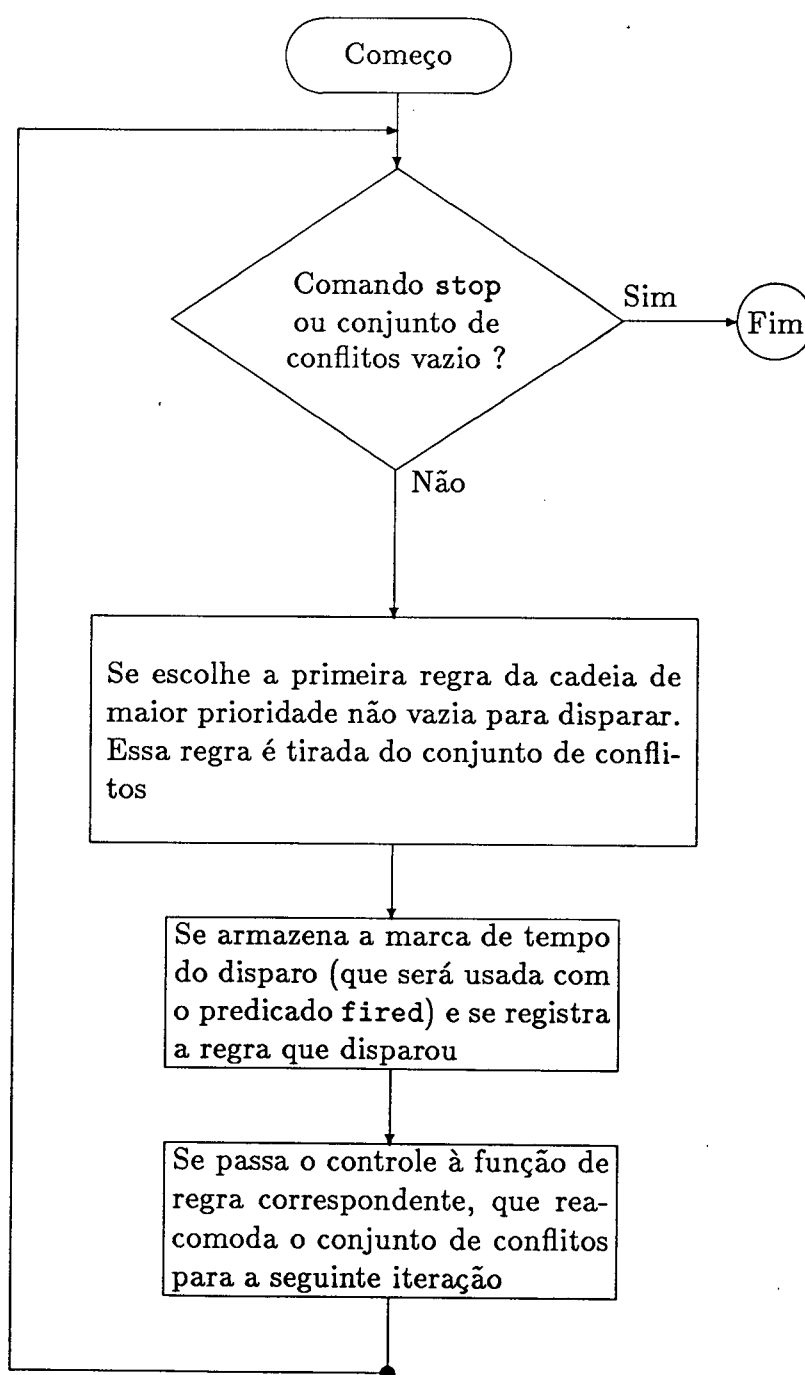 Começo
Comando stop
ou conjunto de
conflitos vazio ?
Sim
Fim
Não
Se escolhe a primeira regra da cadeia de
maior prioridade não vazia para disparar.
Essa regra é tirada do conjunto de confli-
tos
Se armazena a marca de tempo
do disparo (que será usada com
o predicado fired) e se registra
a regra que disparou
Se passa o controle à função de
regra correspondente, que rea-
comoda o conjunto de conflitos
para a seguinte iteração